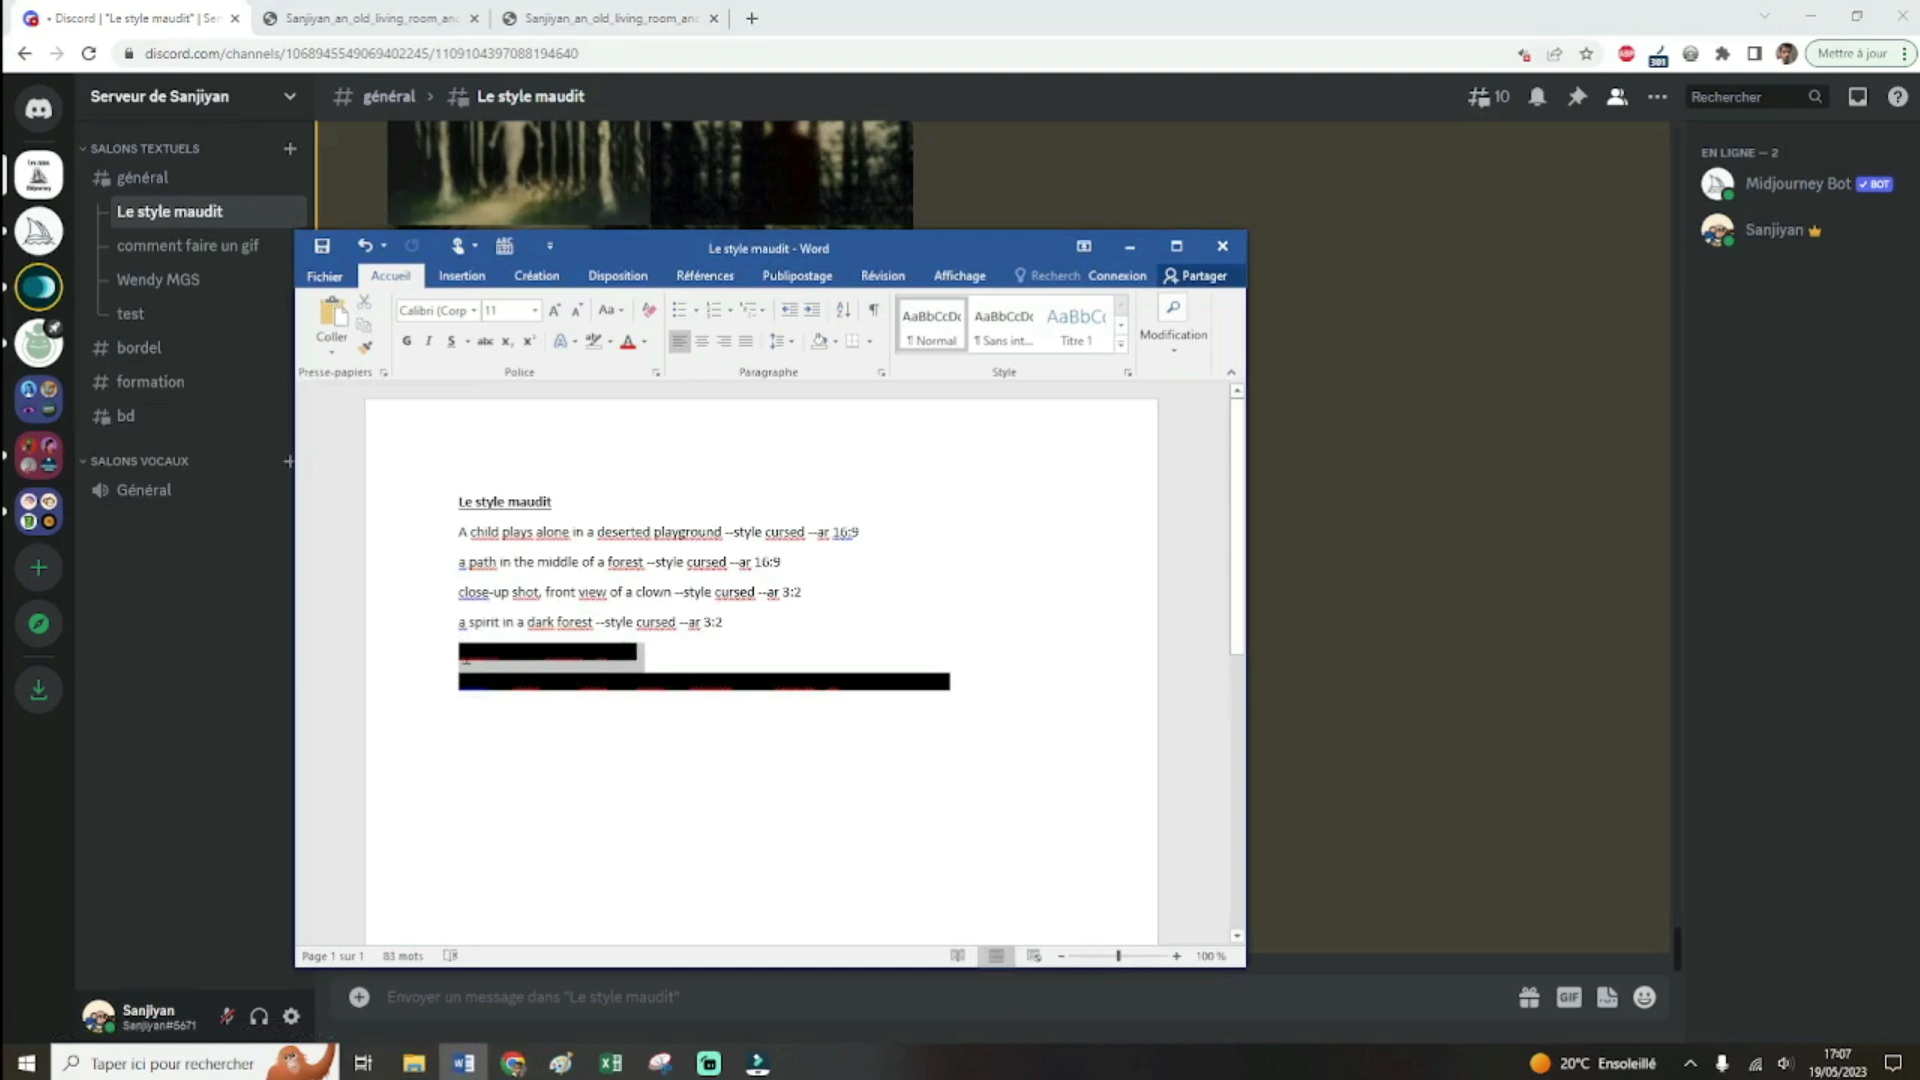 Discord | "Le style maudit" | Ser
Sanjiyan_an_old_living_room_anc
Sanjiyan_an_old_living_room_anc
discord.com/channels/1068945549069402245/1109104397088194640
301
Mettre à jour
Serveur de Sanjiyan
général
Le style maudit
10
Rechercher
SALONS TEXTUELS
général
Le style maudit
comment faire un gif
Wendy MGS
test
bordel
formation
bd
SALONS VOCAUX
Général
EN LIGNE — 2
Midjourney Bot BOT
Sanjiyan
Le style maudit - Word
Fichier Accueil Insertion Création Disposition Références Publipostage Révision Affichage Recherch Connexion Partager
Coller
Calibri (Corp 11
G I S abc x₂ x²
AaBbCcDc AaBbCcDc AaBbCc
¶ Normal ¶ Sans int... Titre 1
Modification
Presse-papiers Police Paragraphe Style
Le style maudit
A child plays alone in a deserted playground --style cursed --ar 16:9
a path in the middle of a forest --style cursed --ar 16:9
close-up shot, front view of a clown --style cursed --ar 3:2
a spirit in a dark forest --style cursed --ar 3:2
Page 1 sur 1 83 mots
100 %
Envoyer un message dans "Le style maudit"
GIF
Sanjiyan
Sanjiyan#5671
Taper ici pour rechercher
20°C Ensoleillé
17:07
19/05/2023